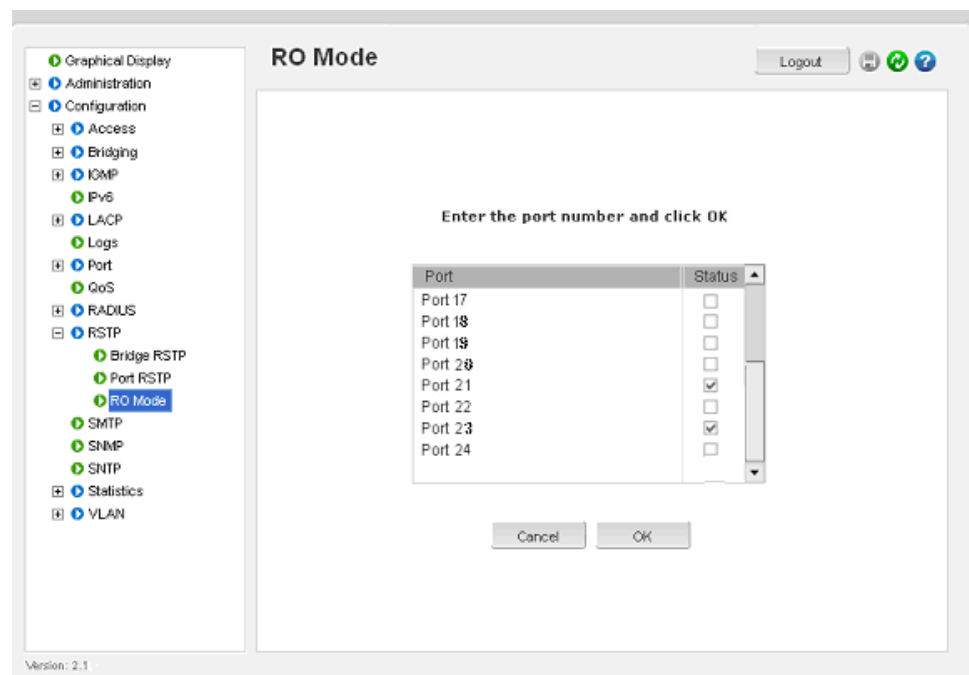 RO Mode
Logout
Graphical Display
Administration
Configuration
Access
Bridging
IGMP
IPv6
LACP
Logs
Port
QoS
RADIUS
RSTP
Bridge RSTP
Port RSTP
RO Mode
SMTP
SNMP
SNTP
Statistics
VLAN
Enter the port number and click OK
Port Status
Port 17
Port 18
Port 19
Port 20
Port 21
Port 22
Port 23
Port 24
Cancel OK
Version: 2.1